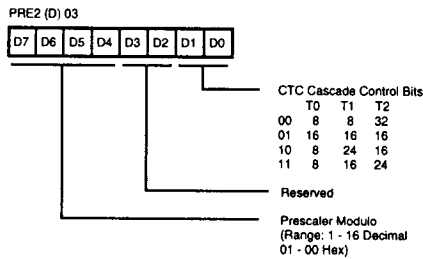 PRE2 (D) 03
D7 D6 D5 D4 D3 D2 D1 D0
CTC Cascade Control Bits
T0 T1 T2
00 8 8 32
01 16 16 16
10 8 24 16
11 8 16 24
Reserved
Prescaler Modulo
(Range: 1 - 16 Decimal
01 - 00 Hex)